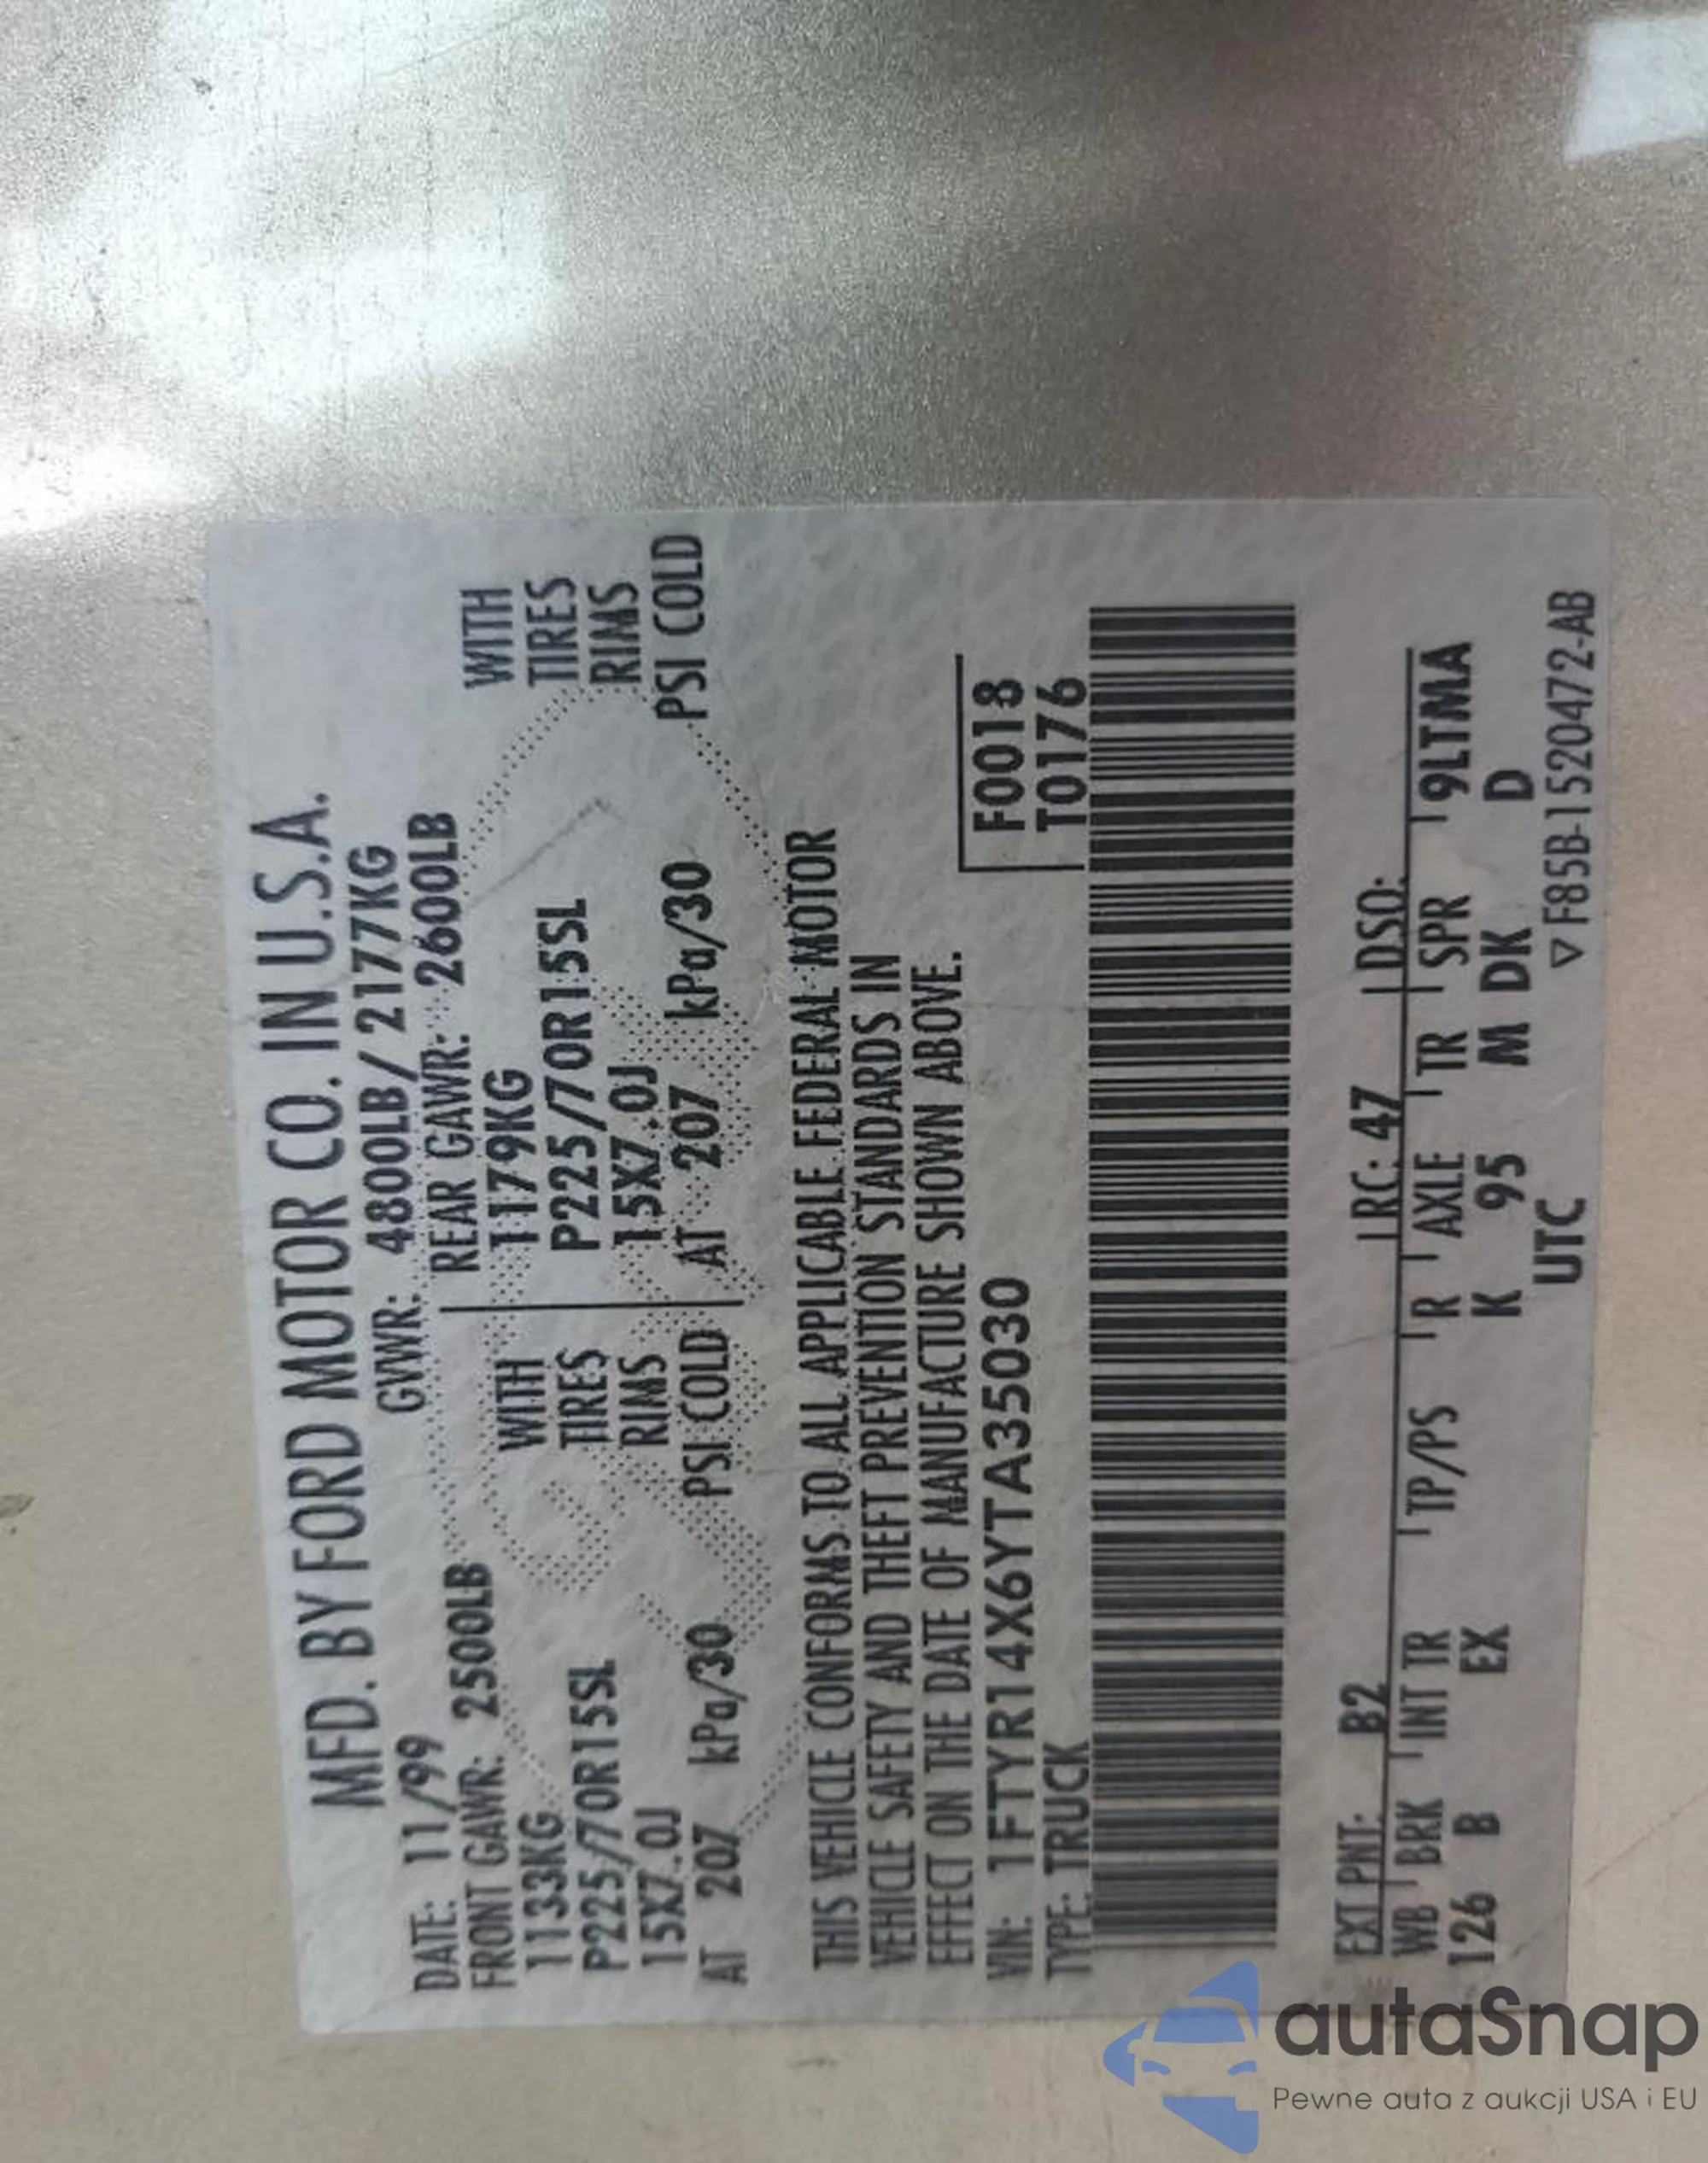 MFD. BY FORD MOTOR CO. IN U.S.A.
DATE: 11/99 GVWR: 4800LB/2177KG
FRONT GAWR: 2500LB REAR GAWR: 2600LB
1133KG WITH 1179KG WITH
P225/70R15SL TIRES P225/70R15SL TIRES
15X7.0J RIMS 15X7.0J RIMS
AT 207 kPa/30 PSI COLD AT 207 kPa/30 PSI COLD
THIS VEHICLE CONFORMS TO ALL APPLICABLE FEDERAL MOTOR
VEHICLE SAFETY AND THEFT PREVENTION STANDARDS IN
EFFECT ON THE DATE OF MANUFACTURE SHOWN ABOVE.
VIN: 1FTYR14X6YTA35030 F0018
TYPE: TRUCK T0176
EXT PNT: B2 RC: 47 DSO:
WB BRK INT TR TP/PS R AXLE TR SPR 9LTMA
126 B EX K 95 M DK D
UTC
▽ F85B-1520472-AB
autaSnap
Pewne auta z aukcji USA i EU